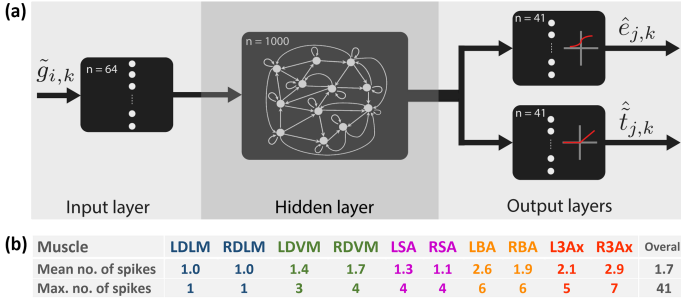 (a)
g̃i,k
n = 64
n = 1000
n = 41
êj,k
n = 41
t̃̂j,k
Input layer
Hidden layer
Output layers
(b)
Muscle LDLM RDLM LDVM RDVM LSA RSA LBA RBA L3Ax R3Ax Overall
Mean no. of spikes 1.0 1.0 1.4 1.7 1.3 1.1 2.6 1.9 2.1 2.9 1.7
Max. no. of spikes 1 1 3 4 4 4 6 6 5 7 41